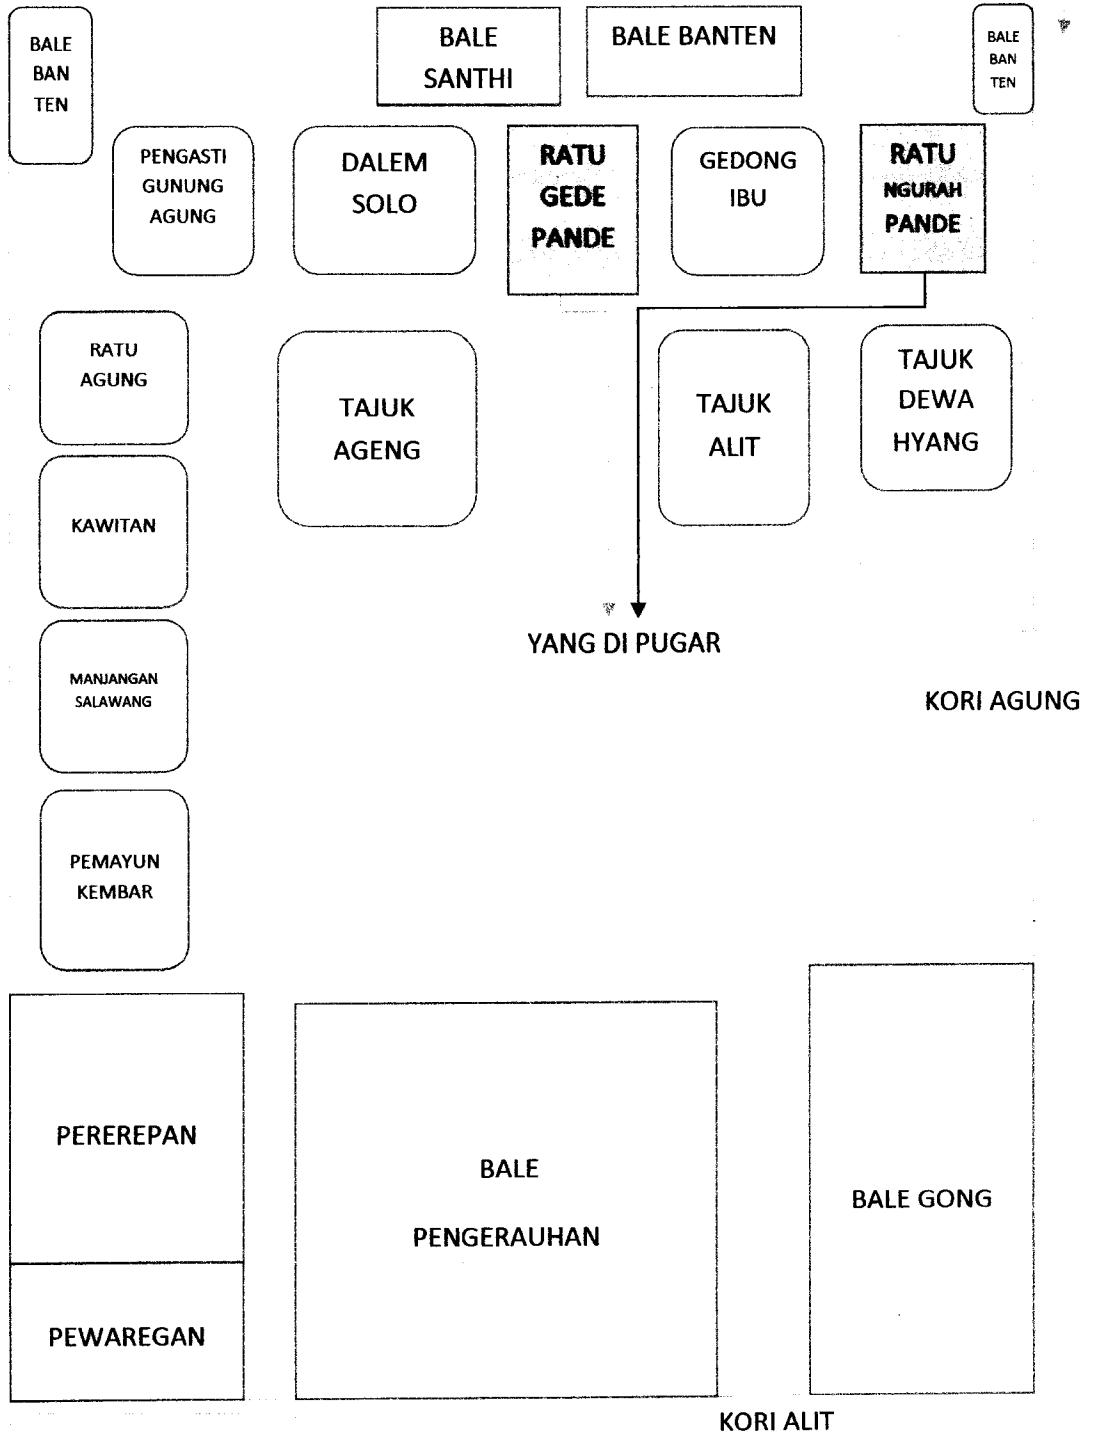 BALE
BAN
TEN
BALE
SANTHI
BALE BANTEN
BALE
BAN
TEN
PENGASTI
GUNUNG
AGUNG
DALEM
SOLO
RATU
GEDE
PANDE
GEDONG
IBU
RATU
NGURAH
PANDE
RATU
AGUNG
TAJUK
AGENG
TAJUK
ALIT
TAJUK
DEWA
HYANG
KAWITAN
YANG DI PUGAR
MANJANGAN
SALAWANG
KORI AGUNG
PEMAYUN
KEMBAR
PEREREPAN
BALE
PENGERAUHAN
BALE GONG
PEWAREGAN
KORI ALIT